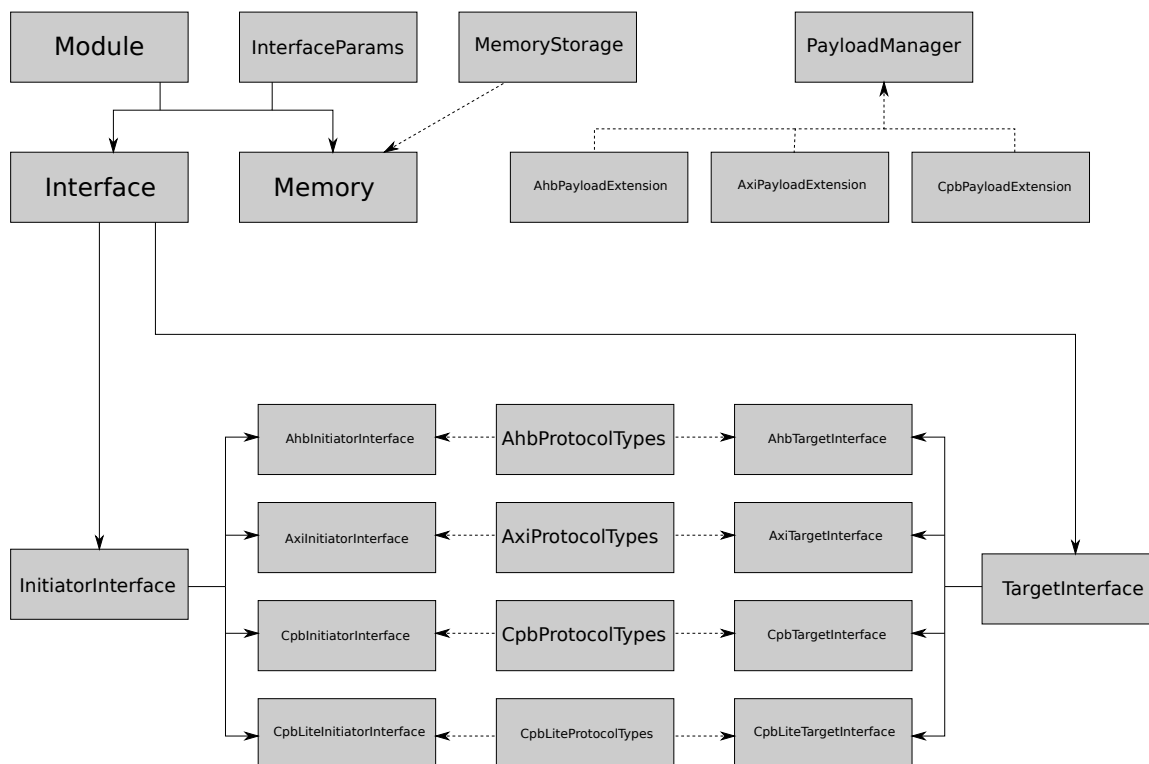 Module
InterfaceParams
MemoryStorage
PayloadManager
Interface
Memory
AhbPayloadExtension
AxiPayloadExtension
CpbPayloadExtension
AhbInitiatorInterface
AhbProtocolTypes
AhbTargetInterface
AxiInitiatorInterface
AxiProtocolTypes
AxiTargetInterface
InitiatorInterface
TargetInterface
CpbInitiatorInterface
CpbProtocolTypes
CpbTargetInterface
CpbLiteInitiatorInterface
CpbLiteProtocolTypes
CpbLiteTargetInterface